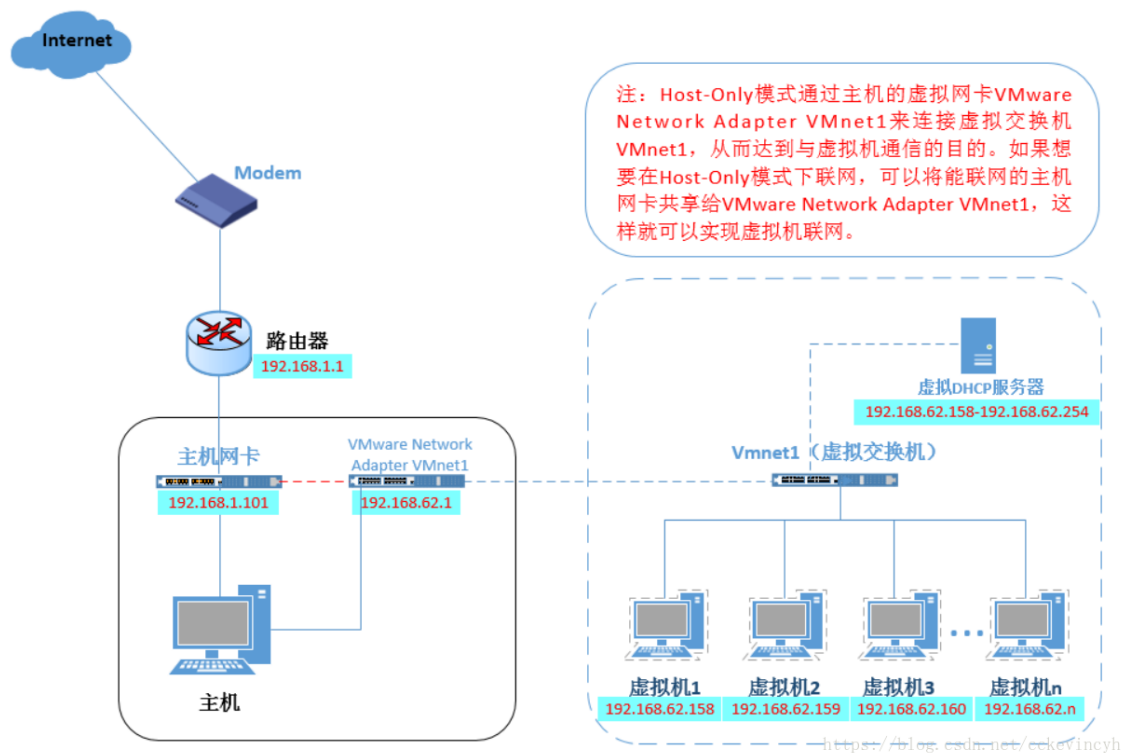 Internet
注：Host-Only模式通过主机的虚拟网卡VMware
Network Adapter VMnet1来连接虚拟交换机
VMnet1，从而达到与虚拟机通信的目的。如果想
要在Host-Only模式下联网，可以将能联网的主机
网卡共享给VMware Network Adapter VMnet1，这
样就可以实现虚拟机联网。
Modem
路由器
192.168.1.1
虚拟DHCP服务器
192.168.62.158-192.168.62.254
主机网卡
192.168.1.101
VMware Network
Adapter VMnet1
192.168.62.1
Vmnet1（虚拟交换机）
主机
虚拟机1
192.168.62.158
虚拟机2
192.168.62.159
虚拟机3
192.168.62.160
...
虚拟机n
192.168.62.n
https://blog.csdn.net/cckevincyh